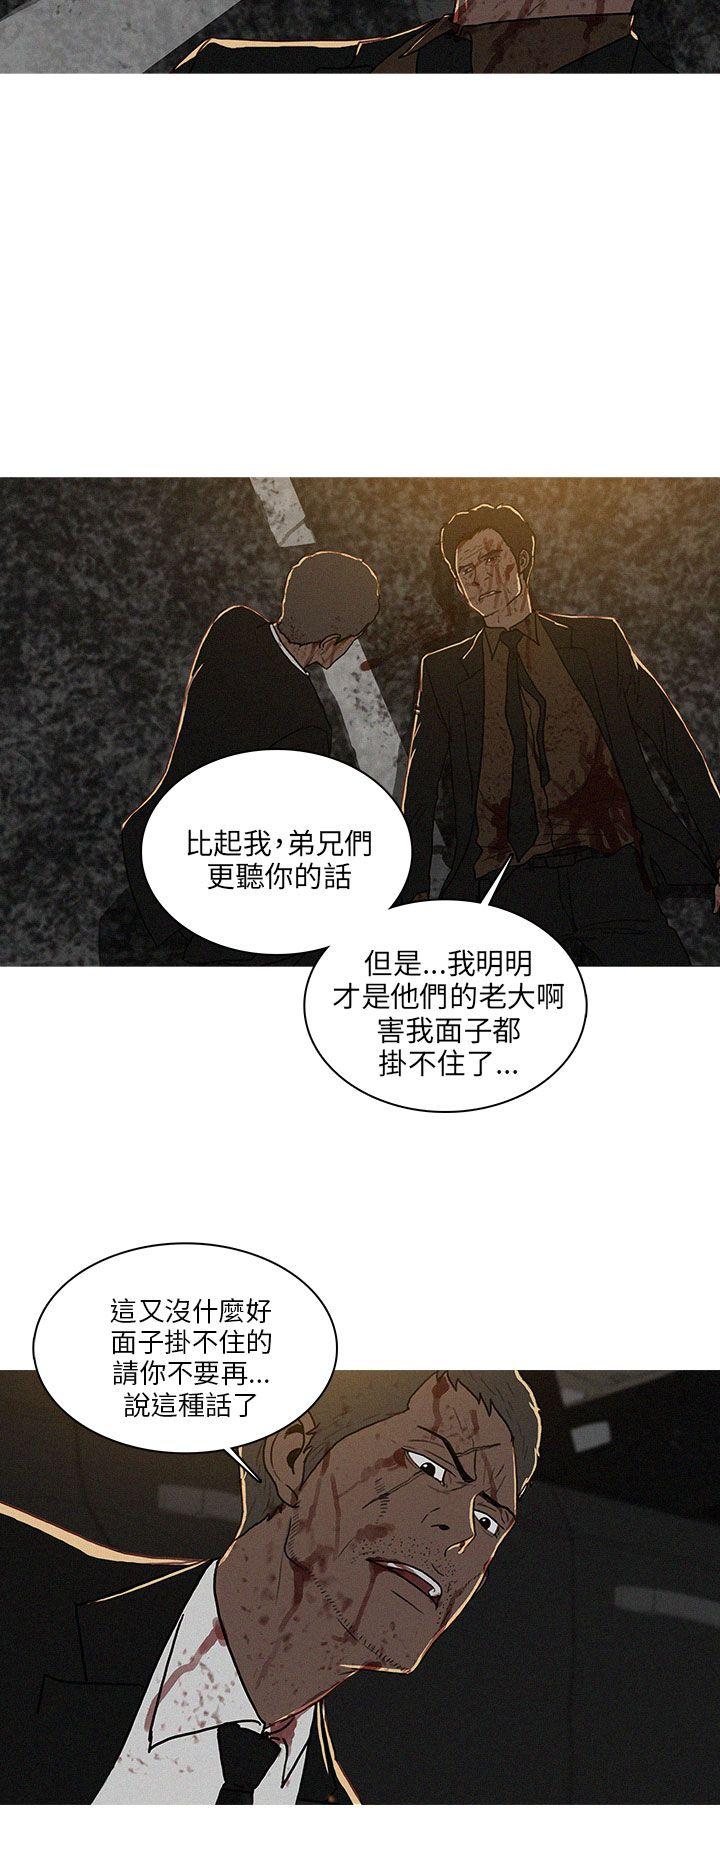 比起我，弟兄們
更聽你的話
但是…我明明
才是他們的老大啊
害我面子都
掛不住了…
這又沒什麼好
面子掛不住的
請你不要再…
說這種話了